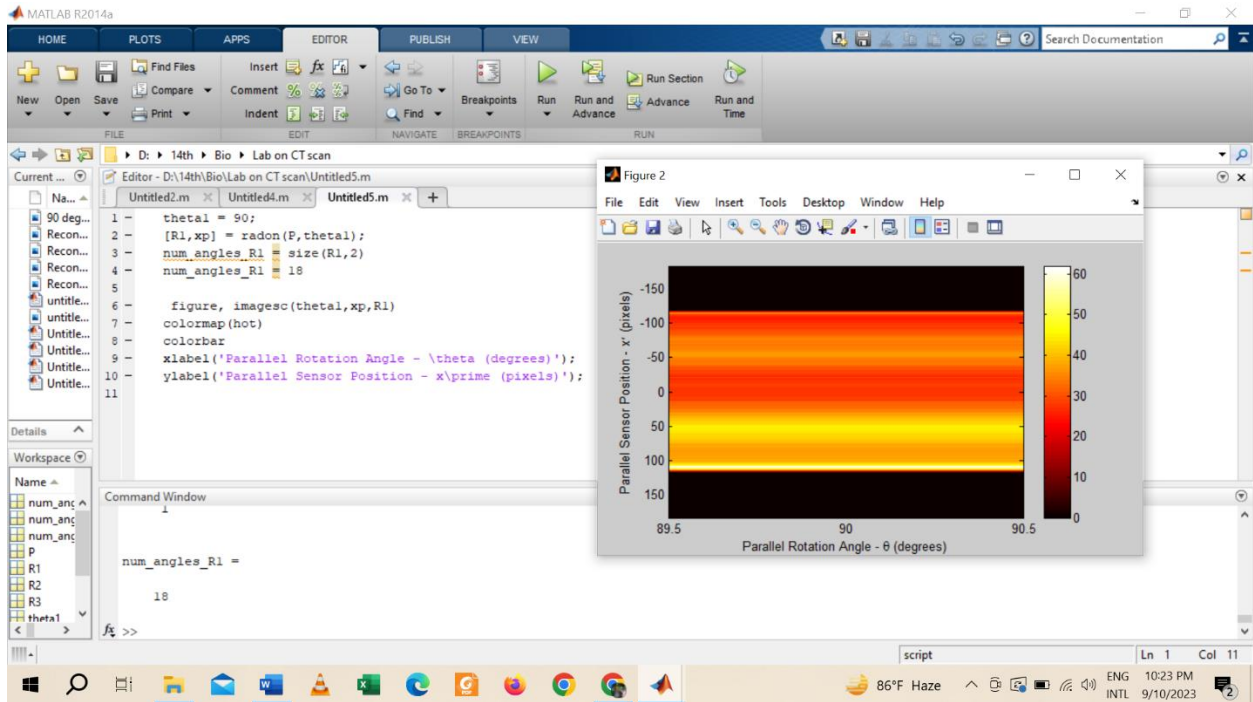 MATLAB R2014a
HOME PLOTS APPS EDITOR PUBLISH VIEW
Search Documentation
New Open Save
Find Files
Compare
Print
Insert
Comment
Indent
Go To
Find
Breakpoints
Run
Run and Advance
Run Section
Advance
Run and Time
FILE EDIT NAVIGATE BREAKPOINTS RUN
D: 14th Bio Lab on CT scan
Current ...
Na...
90 deg...
Recon...
Recon...
Recon...
Recon...
untitle...
untitle...
Untitle...
Untitle...
Untitle...
Untitle...
Details
Workspace
Name
num_ang
num_ang
num_ang
P
R1
R2
R3
theta1
Editor - D:\14th\Bio\Lab on CT scan\Untitled5.m
Untitled2.m Untitled4.m Untitled5.m +
1 theta1 = 90;
2 [R1,xp] = radon(P,theta1);
3 num_angles_R1 = size(R1,2)
4 num_angles_R1 = 18
5
6 figure, imagesc(theta1,xp,R1)
7 colormap(hot)
8 colorbar
9 xlabel('Parallel Rotation Angle - \theta (degrees)');
10 ylabel('Parallel Sensor Position - x\prime (pixels)');
11
Command Window
1
num_angles_R1 =
18
fx >>
Figure 2
File Edit View Insert Tools Desktop Window Help
Parallel Sensor Position - x′ (pixels)
-150
-100
-50
0
50
100
150
89.5 90 90.5
Parallel Rotation Angle - θ (degrees)
60
50
40
30
20
10
0
script
Ln 1 Col 11
86°F Haze
ENG
INTL
10:23 PM
9/10/2023
2